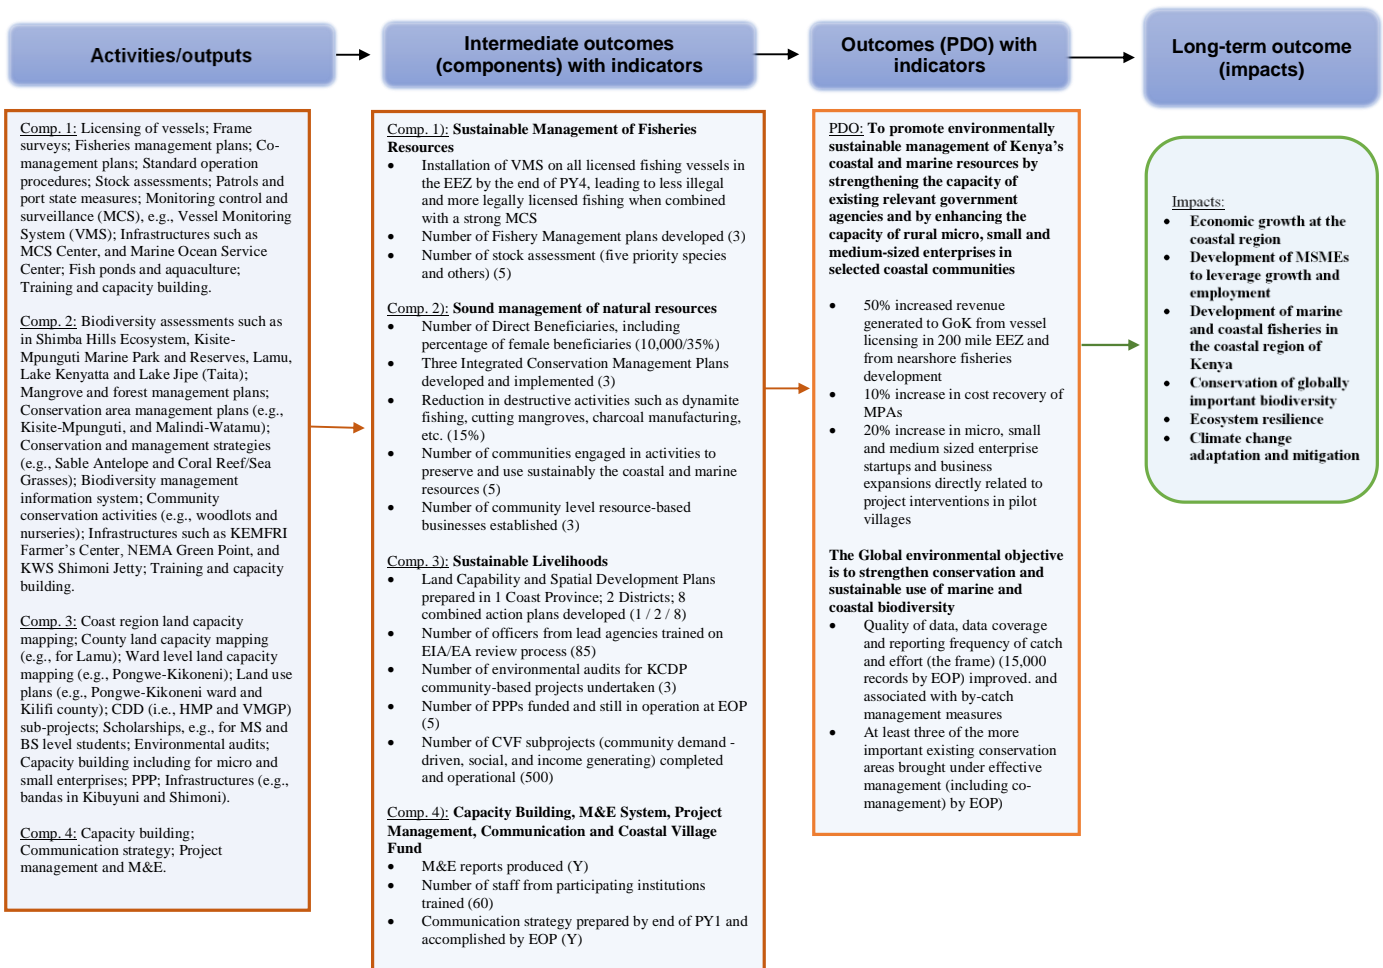 Activities/outputs
Intermediate outcomes
(components) with indicators
Outcomes (PDO) with
indicators
Long-term outcome
(impacts)
Comp. 1: Licensing of vessels; Frame
surveys; Fisheries management plans; Co-
management plans; Standard operation
procedures; Stock assessments; Patrols and
port state measures; Monitoring control and
surveillance (MCS), e.g., Vessel Monitoring
System (VMS); Infrastructures such as
MCS Center, and Marine Ocean Service
Center; Fish ponds and aquaculture;
Training and capacity building.
Comp. 2: Biodiversity assessments such as
in Shimba Hills Ecosystem, Kisite-
Mpunguti Marine Park and Reserves, Lamu,
Lake Kenyatta and Lake Jipe (Taita);
Mangrove and forest management plans;
Conservation area management plans (e.g.,
Kisite-Mpunguti, and Malindi-Watamu);
Conservation and management strategies
(e.g., Sable Antelope and Coral Reef/Sea
Grasses); Biodiversity management
information system; Community
conservation activities (e.g., woodlots and
nurseries); Infrastructures such as KEMFRI
Farmer's Center, NEMA Green Point, and
KWS Shimoni Jetty; Training and capacity
building.
Comp. 3: Coast region land capacity
mapping; County land capacity mapping
(e.g., for Lamu); Ward level land capacity
mapping (e.g., Pongwe-Kikoneni); Land use
plans (e.g., Pongwe-Kikoneni ward and
Kilifi county); CDD (i.e., HMP and VMGP)
sub-projects; Scholarships, e.g., for MS and
BS level students; Environmental audits;
Capacity building including for micro and
small enterprises; PPP; Infrastructures (e.g.,
bandas in Kibuyuni and Shimoni).
Comp. 4: Capacity building;
Communication strategy; Project
management and M&E.
Comp. 1): Sustainable Management of Fisheries
Resources
• Installation of VMS on all licensed fishing vessels in
the EEZ by the end of PY4, leading to less illegal
and more legally licensed fishing when combined
with a strong MCS
• Number of Fishery Management plans developed (3)
• Number of stock assessment (five priority species
and others) (5)
Comp. 2): Sound management of natural resources
• Number of Direct Beneficiaries, including
percentage of female beneficiaries (10,000/35%)
• Three Integrated Conservation Management Plans
developed and implemented (3)
• Reduction in destructive activities such as dynamite
fishing, cutting mangroves, charcoal manufacturing,
etc. (15%)
• Number of communities engaged in activities to
preserve and use sustainably the coastal and marine
resources (5)
• Number of community level resource-based
businesses established (3)
Comp. 3): Sustainable Livelihoods
• Land Capability and Spatial Development Plans
prepared in 1 Coast Province; 2 Districts; 8
combined action plans developed (1 / 2 / 8)
• Number of officers from lead agencies trained on
EIA/EA review process (85)
• Number of environmental audits for KCDP
community-based projects undertaken (3)
• Number of PPPs funded and still in operation at EOP
(5)
• Number of CVF subprojects (community demand -
driven, social, and income generating) completed
and operational (500)
Comp. 4): Capacity Building, M&E System, Project
Management, Communication and Coastal Village
Fund
• M&E reports produced (Y)
• Number of staff from participating institutions
trained (60)
• Communication strategy prepared by end of PY1 and
accomplished by EOP (Y)
PDO: To promote environmentally
sustainable management of Kenya's
coastal and marine resources by
strengthening the capacity of
existing relevant government
agencies and by enhancing the
capacity of rural micro, small and
medium-sized enterprises in
selected coastal communities
• 50% increased revenue
generated to GoK from vessel
licensing in 200 mile EEZ and
from nearshore fisheries
development
• 10% increase in cost recovery of
MPAs
• 20% increase in micro, small
and medium sized enterprise
startups and business
expansions directly related to
project interventions in pilot
villages
The Global environmental objective
is to strengthen conservation and
sustainable use of marine and
coastal biodiversity
• Quality of data, data coverage
and reporting frequency of catch
and effort (the frame) (15,000
records by EOP) improved. and
associated with by-catch
management measures
• At least three of the more
important existing conservation
areas brought under effective
management (including co-
management) by EOP)
Impacts:
• Economic growth at the
coastal region
• Development of MSMEs
to leverage growth and
employment
• Development of marine
and coastal fisheries in
the coastal region of
Kenya
• Conservation of globally
important biodiversity
• Ecosystem resilience
• Climate change
adaptation and mitigation